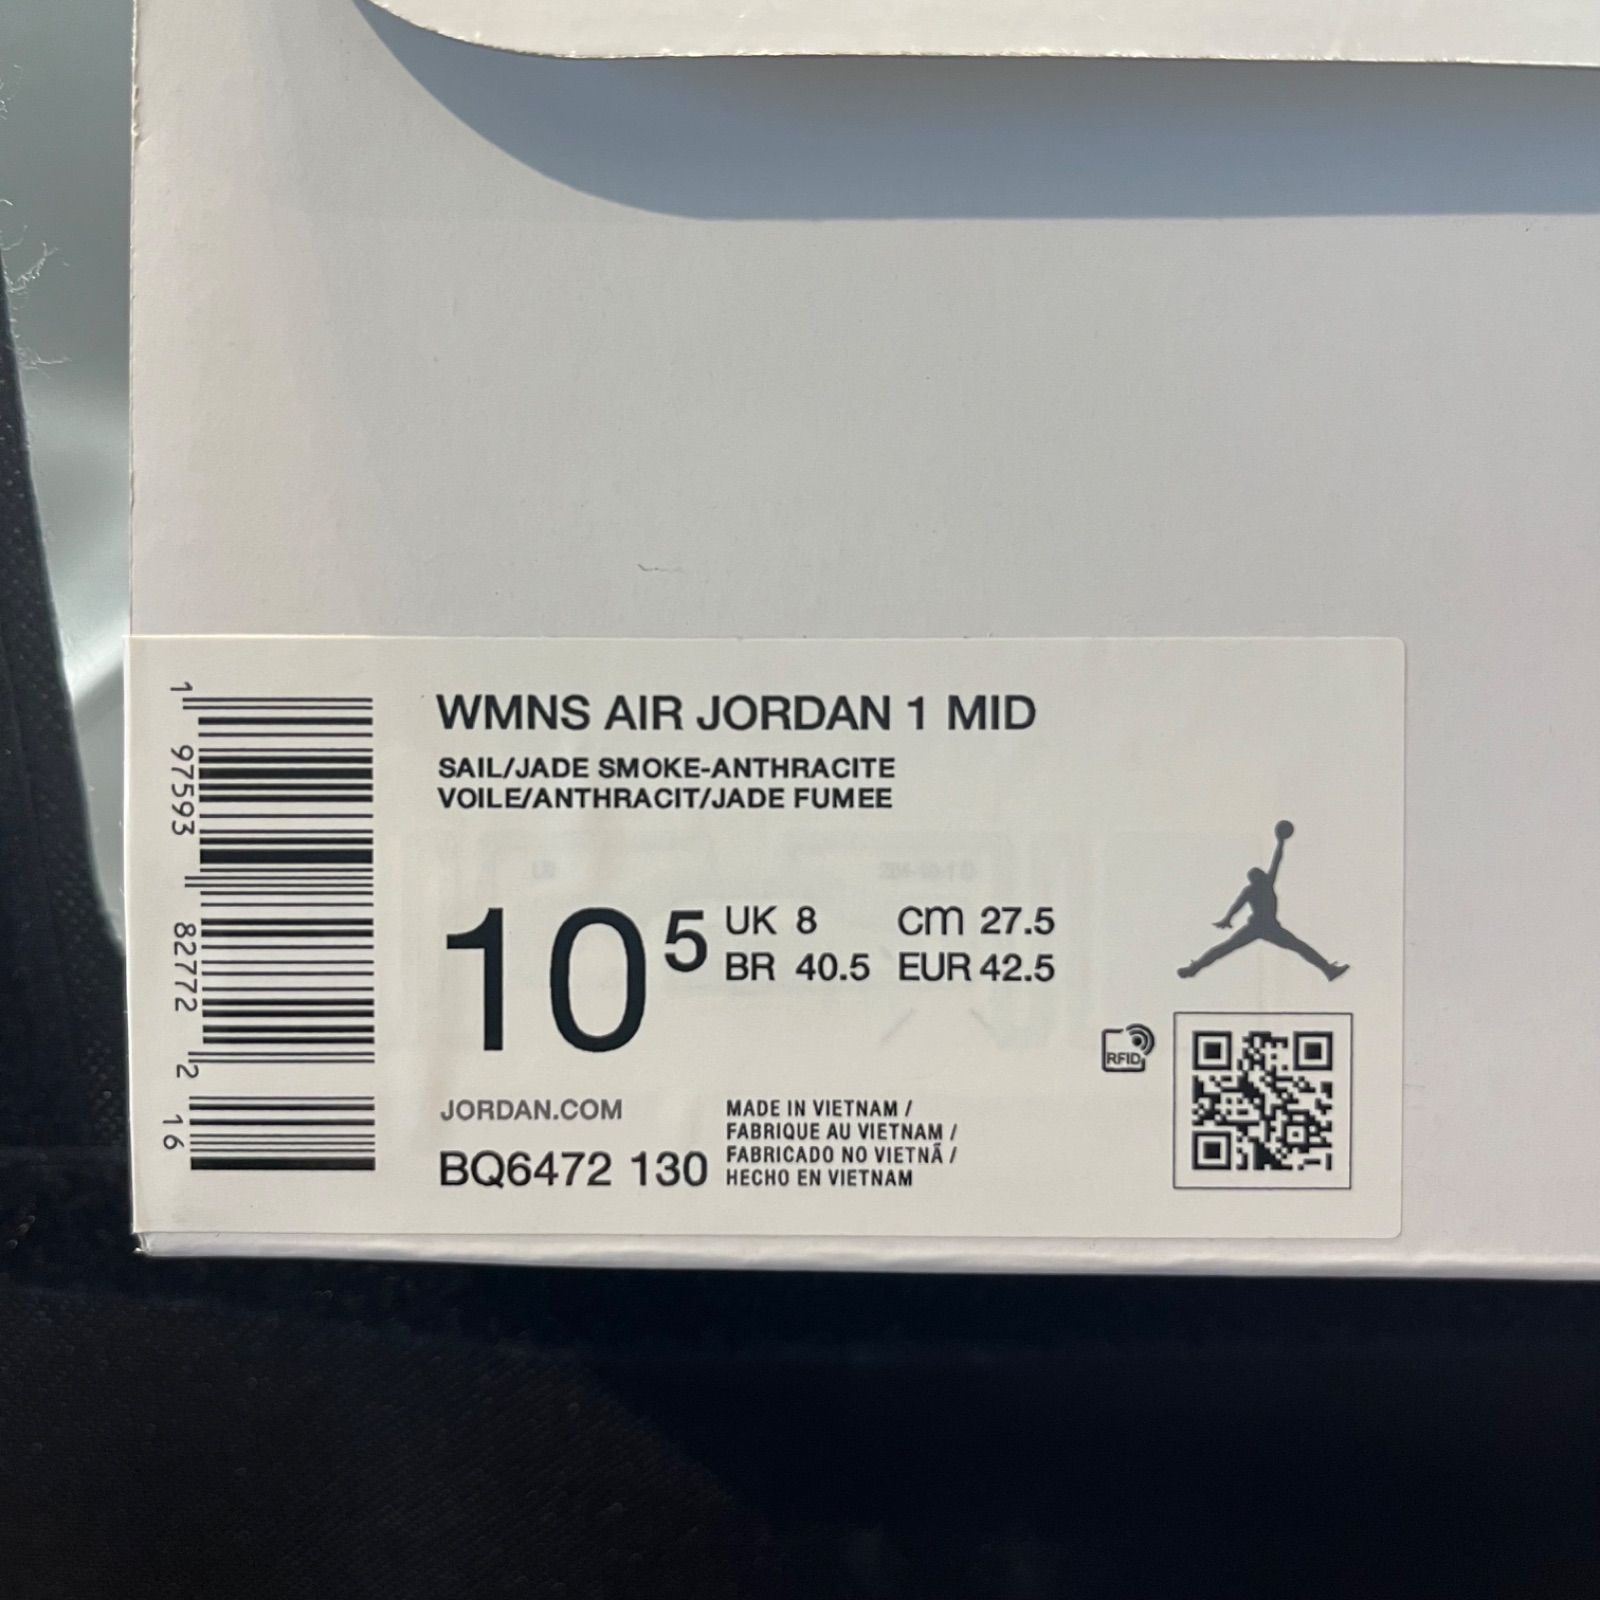 WMNS AIR JORDAN 1 MID
SAIL/JADE SMOKE-ANTHRACITE
VOILE/ANTHRACIT/JADE FUMEE
10 5
UK 8 CM 27.5
BR 40.5 EUR 42.5
RFID
JORDAN.COM
BQ6472 130
MADE IN VIETNAM /
FABRIQUE AU VIETNAM /
FABRICADO NO VIETNÃ /
HECHO EN VIETNAM
1 97593 82772 2 16